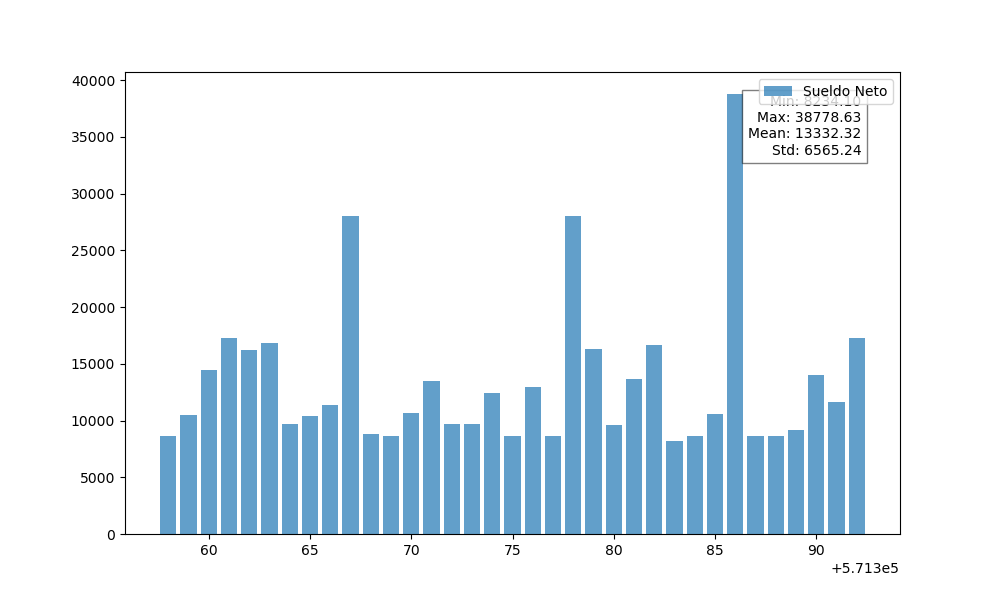 40000
35000
30000
25000
20000
15000
10000
5000
0
Sueldo Neto
Min: 8234.10
Max: 38778.63
Mean: 13332.32
Std: 6565.24
60 65 70 75 80 85 90
+5.713e5